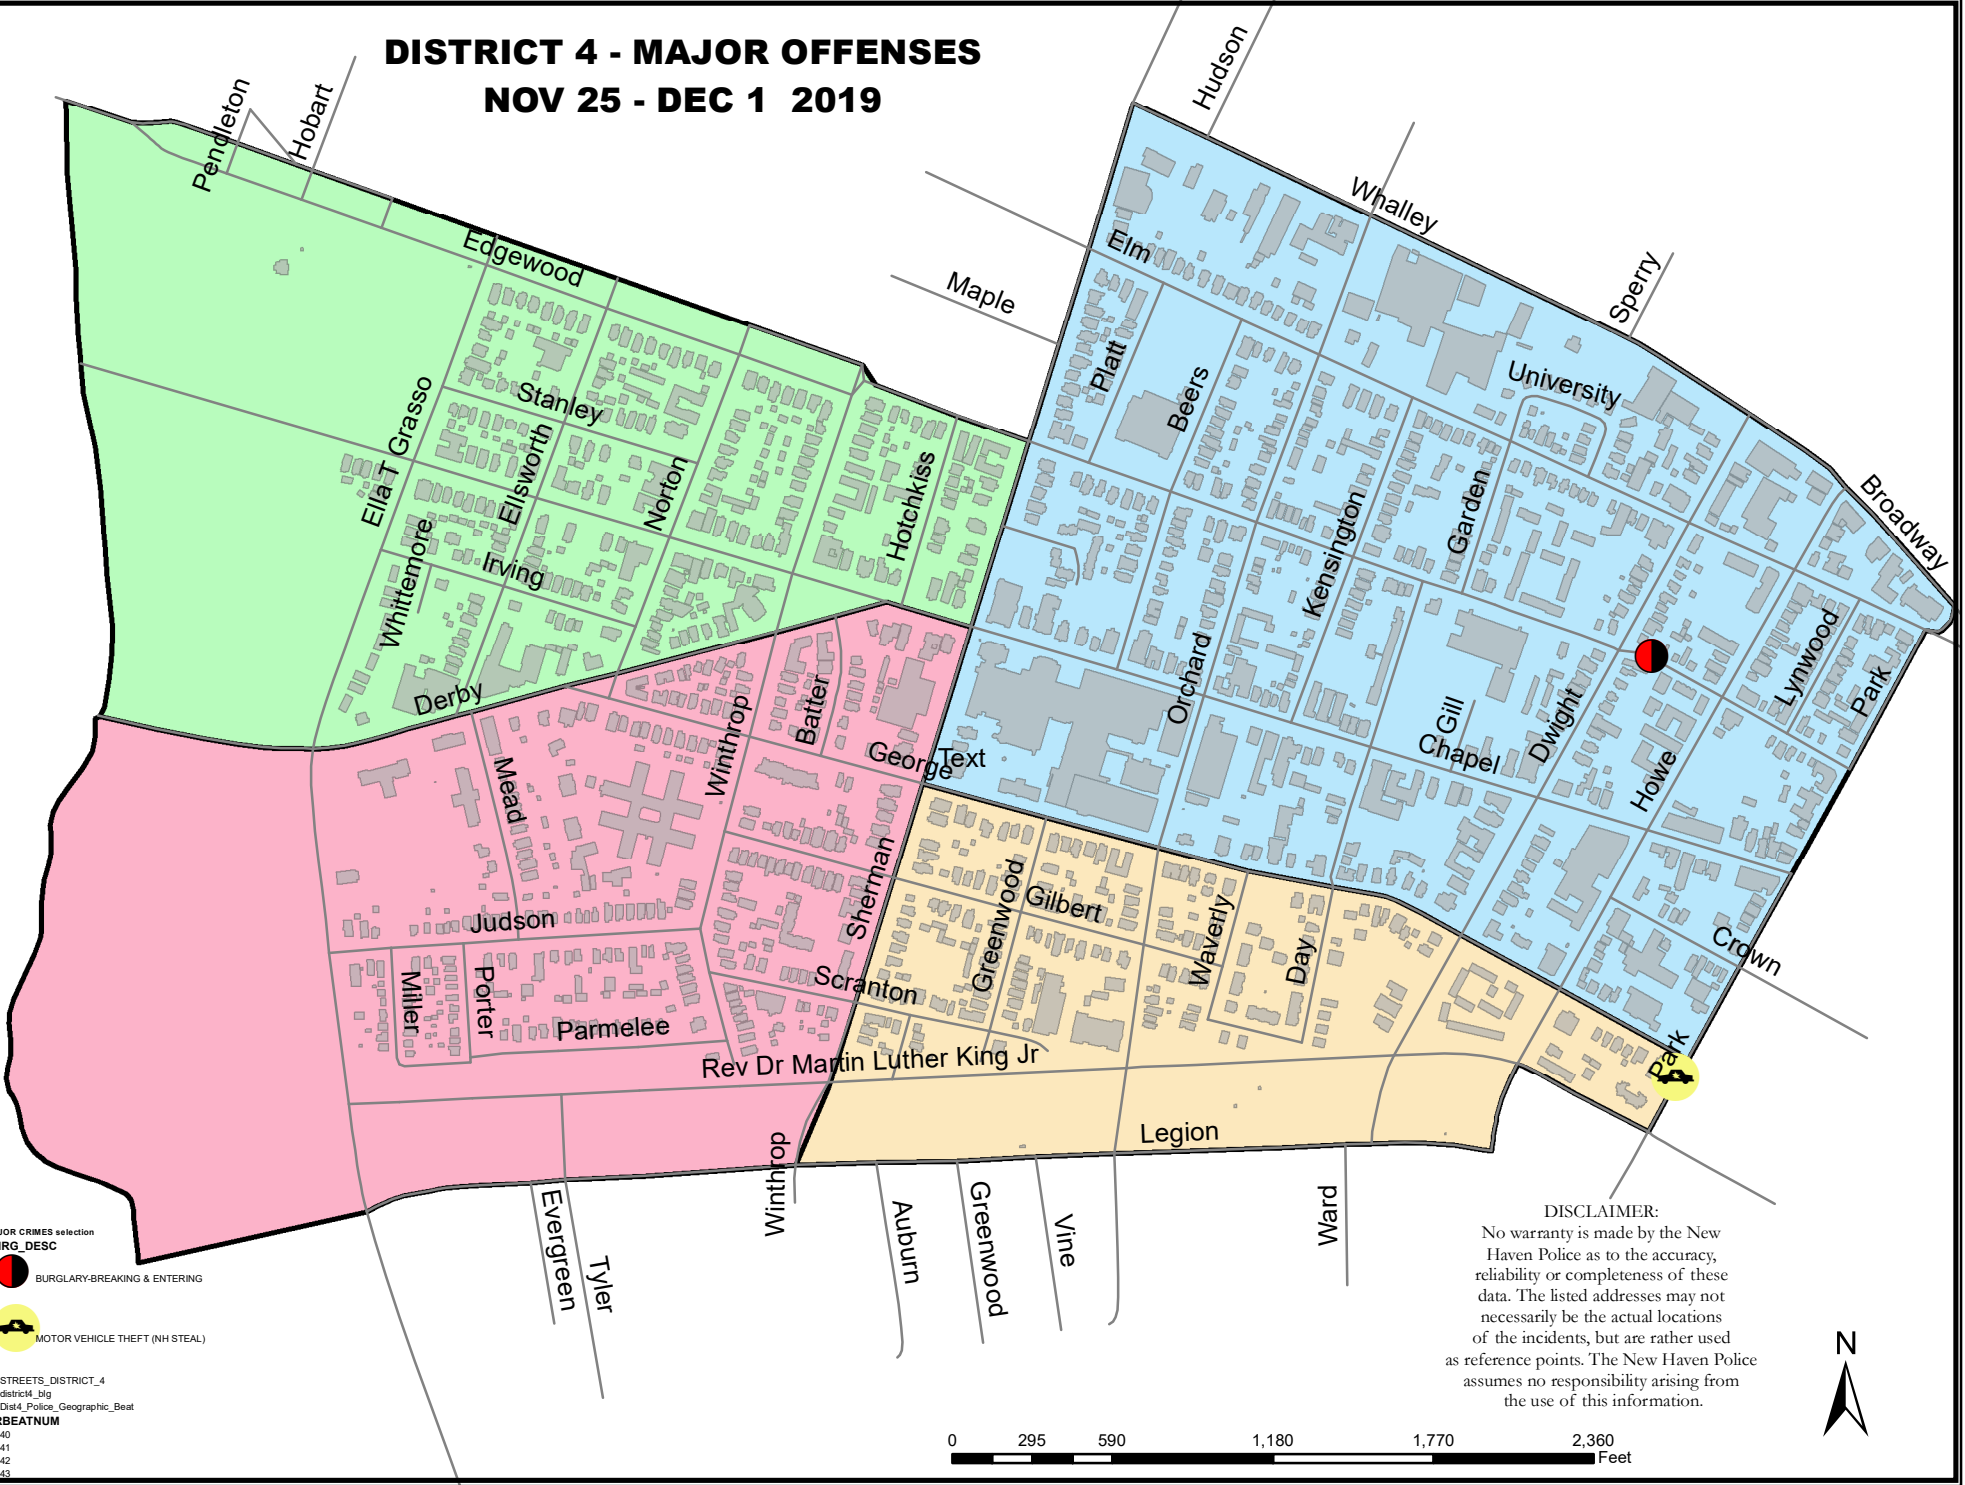 DISTRICT 4 - MAJOR OFFENSES
NOV 25 - DEC 1 2019
Hudson
Pendleton
Hobart
Whalley
Edgewood
Elm
Maple
Sperry
Platt
Beers
University
Stanley
Ella T Grasso
Ellsworth
Norton
Hotchkiss
Kensington
Garden
Broadway
Whittemore
Irving
Derby
Orchard
Lynwood
Park
Winthrop
Batter
Gill
Chapel
Dwight
Howe
Mead
George
Text
Sherman
Greenwood
Gilbert
Waverly
Day
Crown
Judson
Miller
Porter
Scranton
Parmelee
Rev Dr Martin Luther King Jr
Park
Legion
Winthrop
Evergreen
Tyler
Auburn
Greenwood
Vine
Ward
JOR CRIMES selection
RG_DESC
BURGLARY-BREAKING & ENTERING
MOTOR VEHICLE THEFT (NH STEAL)
STREETS_DISTRICT_4
district4_blg
Dist4_Police_Geographic_Beat
BEATNUM
40
41
42
43
DISCLAIMER:
No warranty is made by the New
Haven Police as to the accuracy,
reliability or completeness of these
data. The listed addresses may not
necessarily be the actual locations
of the incidents, but are rather used
as reference points. The New Haven Police
assumes no responsibility arising from
the use of this information.
N
0 295 590 1,180 1,770 2,360
Feet